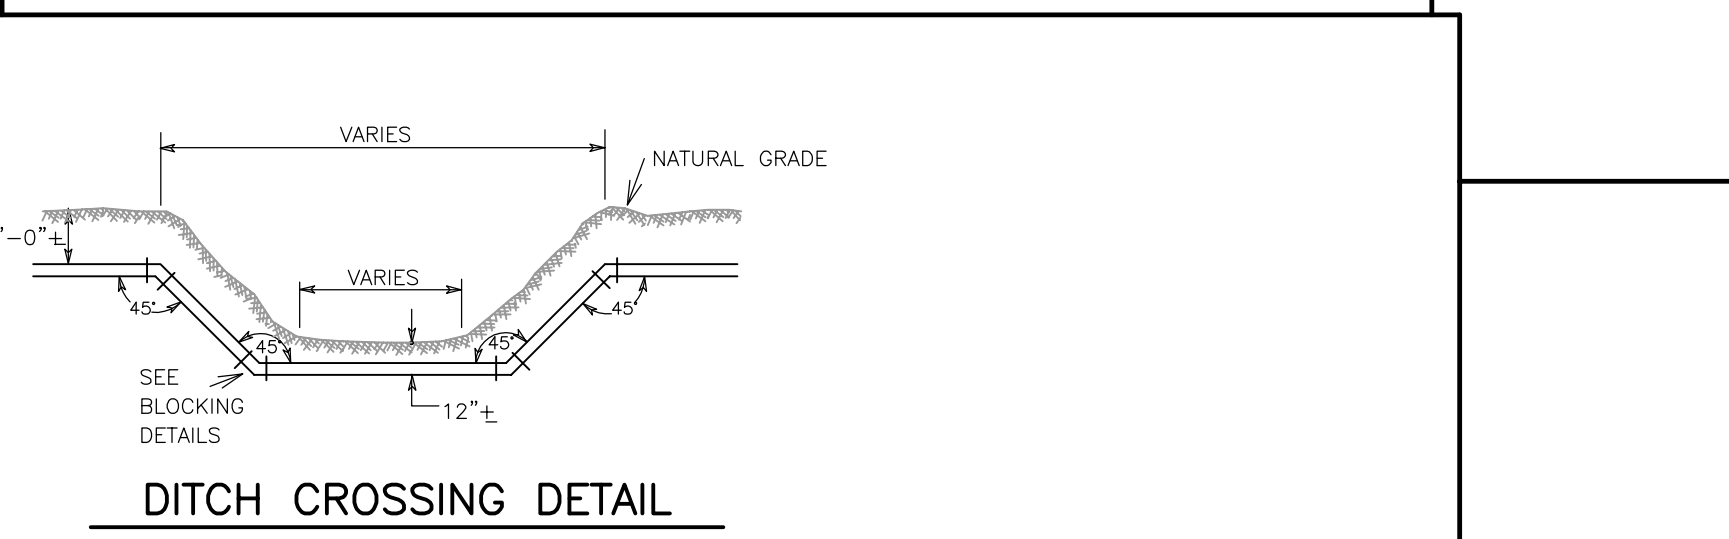 VARIES
NATURAL GRADE
'-0"±
VARIES
45°
45°
45°
45°
SEE
BLOCKING
DETAILS
12"±
DITCH CROSSING DETAIL